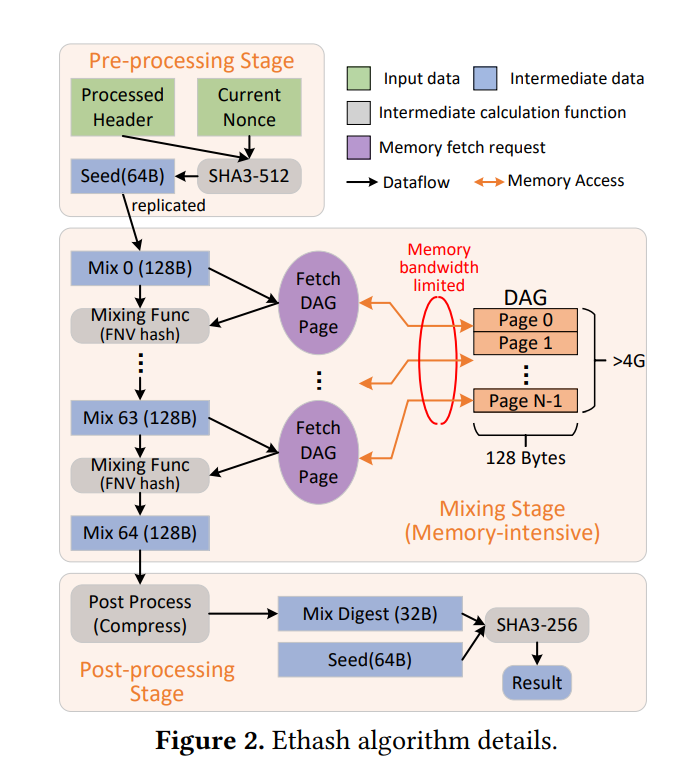 Pre-processing Stage
Processed
Header
Current
Nonce
Seed(64B)
SHA3-512
replicated
Input data
Intermediate data
Intermediate calculation function
Memory fetch request
Dataflow
Memory Access
Mix 0 (128B)
Mixing Func
(FNV hash)
⋮
Mix 63 (128B)
Mixing Func
(FNV hash)
Mix 64 (128B)
Fetch
DAG
Page
⋮
Fetch
DAG
Page
Memory
bandwidth
limited
DAG
Page 0
Page 1
⋮
Page N-1
>4G
128 Bytes
Mixing Stage
(Memory-intensive)
Post Process
(Compress)
Mix Digest (32B)
Seed(64B)
SHA3-256
Result
Post-processing
Stage
Figure 2. Ethash algorithm details.